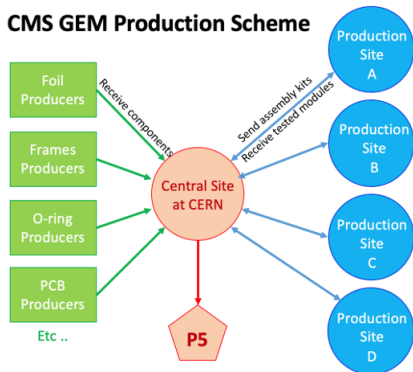 CMS GEM Production Scheme
Foil
Producers
Frames
Producers
O-ring
Producers
PCB
Producers
Etc ..
Receive components
Central Site
at CERN
P5
Send assembly kits
Receive tested modules
Production
Site
A
Production
Site
B
Production
Site
C
Production
Site
D